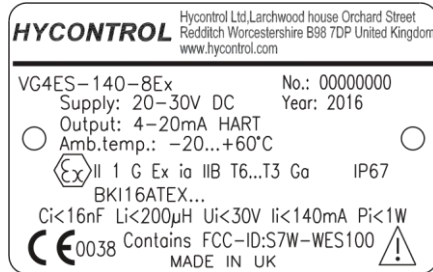 HYCONTROL
Hycontrol Ltd,Larchwood house Orchard Street
Redditch Worcestershire B98 7DP United Kingdom
www.hycontrol.com
VG4ES-140-8Ex No.: 00000000
Supply: 20-30V DC Year: 2016
Output: 4-20mA HART
Amb.temp.: -20...+60°C
Ex II 1 G Ex ia IIB T6...T3 Ga IP67
BKI16ATEX...
Ci<16nF Li<200µH Ui<30V Ii<140mA Pi<1W
CE0038 Contains FCC-ID:S7W-WES100
MADE IN UK